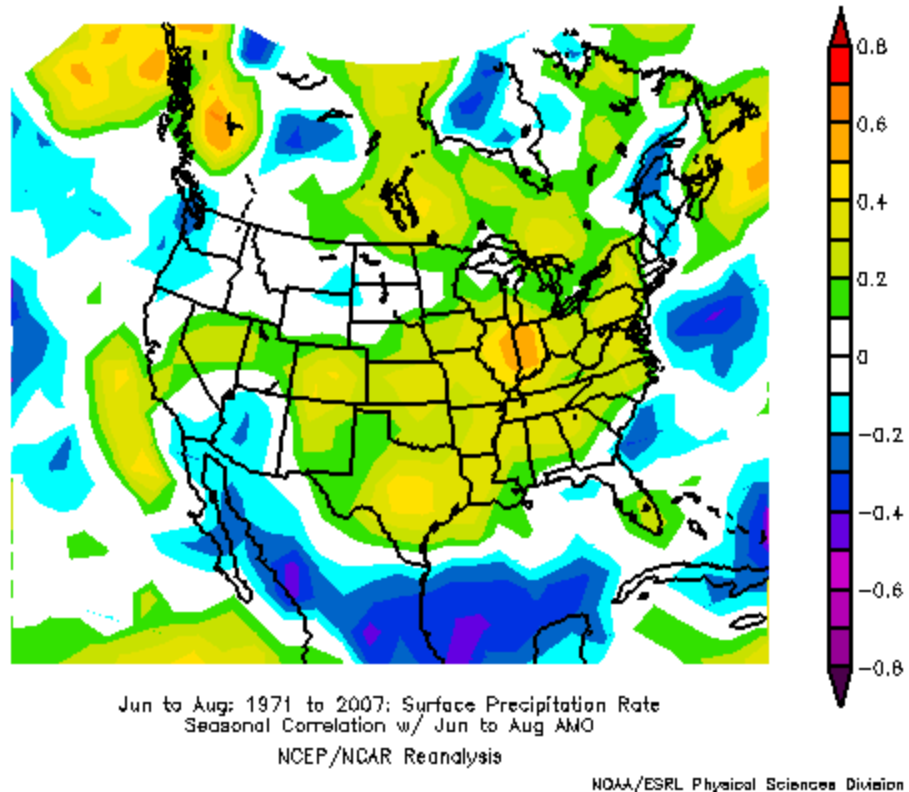 0.8
0.6
0.4
0.2
0
-0.2
-0.4
-0.6
-0.8
Jun to Aug: 1971 to 2007: Surface Precipitation Rate
Seasonal Correlation w/ Jun to Aug AMO
NCEP/NCAR Reanalysis
NOAA/ESRL Physical Sciences Division